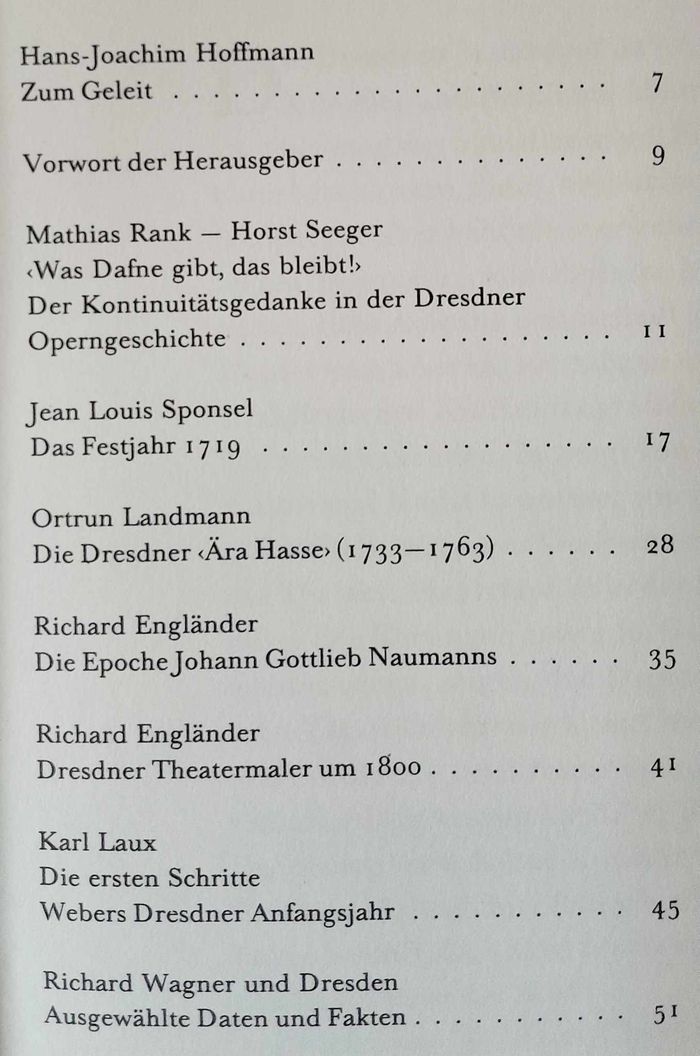 Hans-Joachim Hoffmann
Zum Geleit . . . . . . . . . . . . . . . . . . . . . . 7
Vorwort der Herausgeber . . . . . . . . . . . . . . 9
Mathias Rank — Horst Seeger
‹Was Dafne gibt, das bleibt!›
Der Kontinuitätsgedanke in der Dresdner
Operngeschichte . . . . . . . . . . . . . . . . . . . 11
Jean Louis Sponsel
Das Festjahr 1719 . . . . . . . . . . . . . . . . . . 17
Ortrun Landmann
Die Dresdner ‹Ära Hasse› (1733—1763) . . . . . . 28
Richard Engländer
Die Epoche Johann Gottlieb Naumanns . . . . . . 35
Richard Engländer
Dresdner Theatermaler um 1800 . . . . . . . . . . 41
Karl Laux
Die ersten Schritte
Webers Dresdner Anfangsjahr . . . . . . . . . . . 45
Richard Wagner und Dresden
Ausgewählte Daten und Fakten . . . . . . . . . . . 51